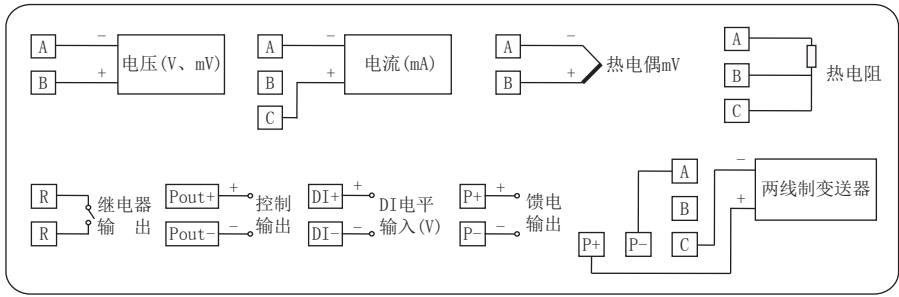 A − 电压(V、mV)
B +
A − 电流(mA)
B +
C
A − 热电偶mV
B +
A 热电阻
B
C
R 继电器
R 输 出
Pout+ + 控制
Pout− − 输出
DI+ + DI电平
DI− − 输入(V)
P+ + 馈电
P− − 输出
A − 两线制变送器
B +
P+ P− C